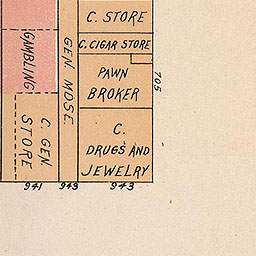 C. STORE
C. CIGAR STORE
PAWN
BROKER
C.
DRUGS AND
JEWELRY
GAMBLING
C. GEN.
STORE
GEN. MDSE.
705
941
943
943